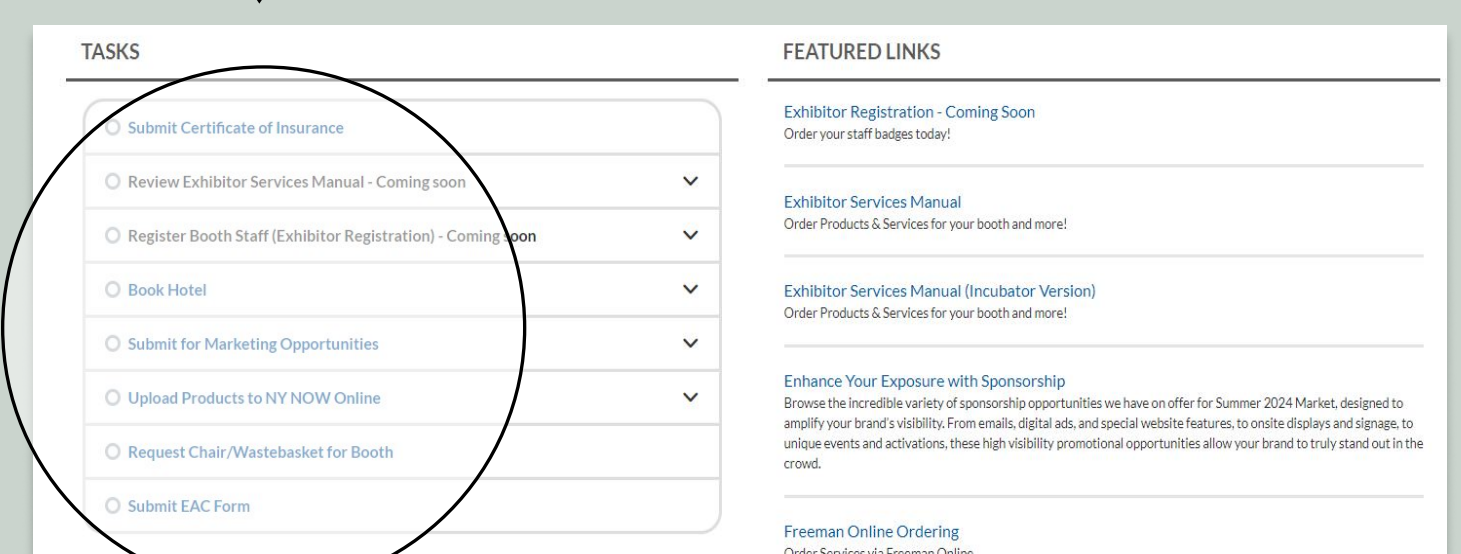 TASKS
Submit Certificate of Insurance
Review Exhibitor Services Manual - Coming soon
Register Booth Staff (Exhibitor Registration) - Coming soon
Book Hotel
Submit for Marketing Opportunities
Upload Products to NY NOW Online
Request Chair/Wastebasket for Booth
Submit EAC Form
FEATURED LINKS
Exhibitor Registration - Coming Soon
Order your staff badges today!
Exhibitor Services Manual
Order Products & Services for your booth and more!
Exhibitor Services Manual (Incubator Version)
Order Products & Services for your booth and more!
Enhance Your Exposure with Sponsorship
Browse the incredible variety of sponsorship opportunities we have on offer for Summer 2024 Market, designed to
amplify your brand's visibility. From emails, digital ads, and special website features, to onsite displays and signage, to
unique events and activations, these high visibility promotional opportunities allow your brand to truly stand out in the
crowd.
Freeman Online Ordering
Order Services via Freeman Online